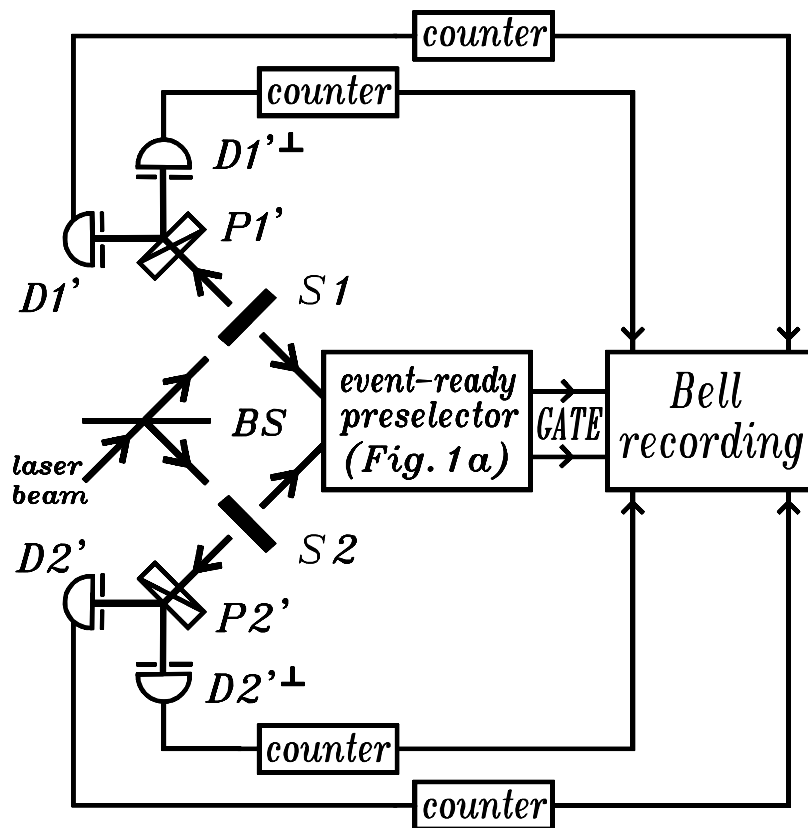 counter
counter
D1'⊥
P1'
D1'
S1
event-ready
preselector
(Fig. 1a)
GATE
Bell
recording
BS
laser
beam
S2
D2'
P2'
D2'⊥
counter
counter